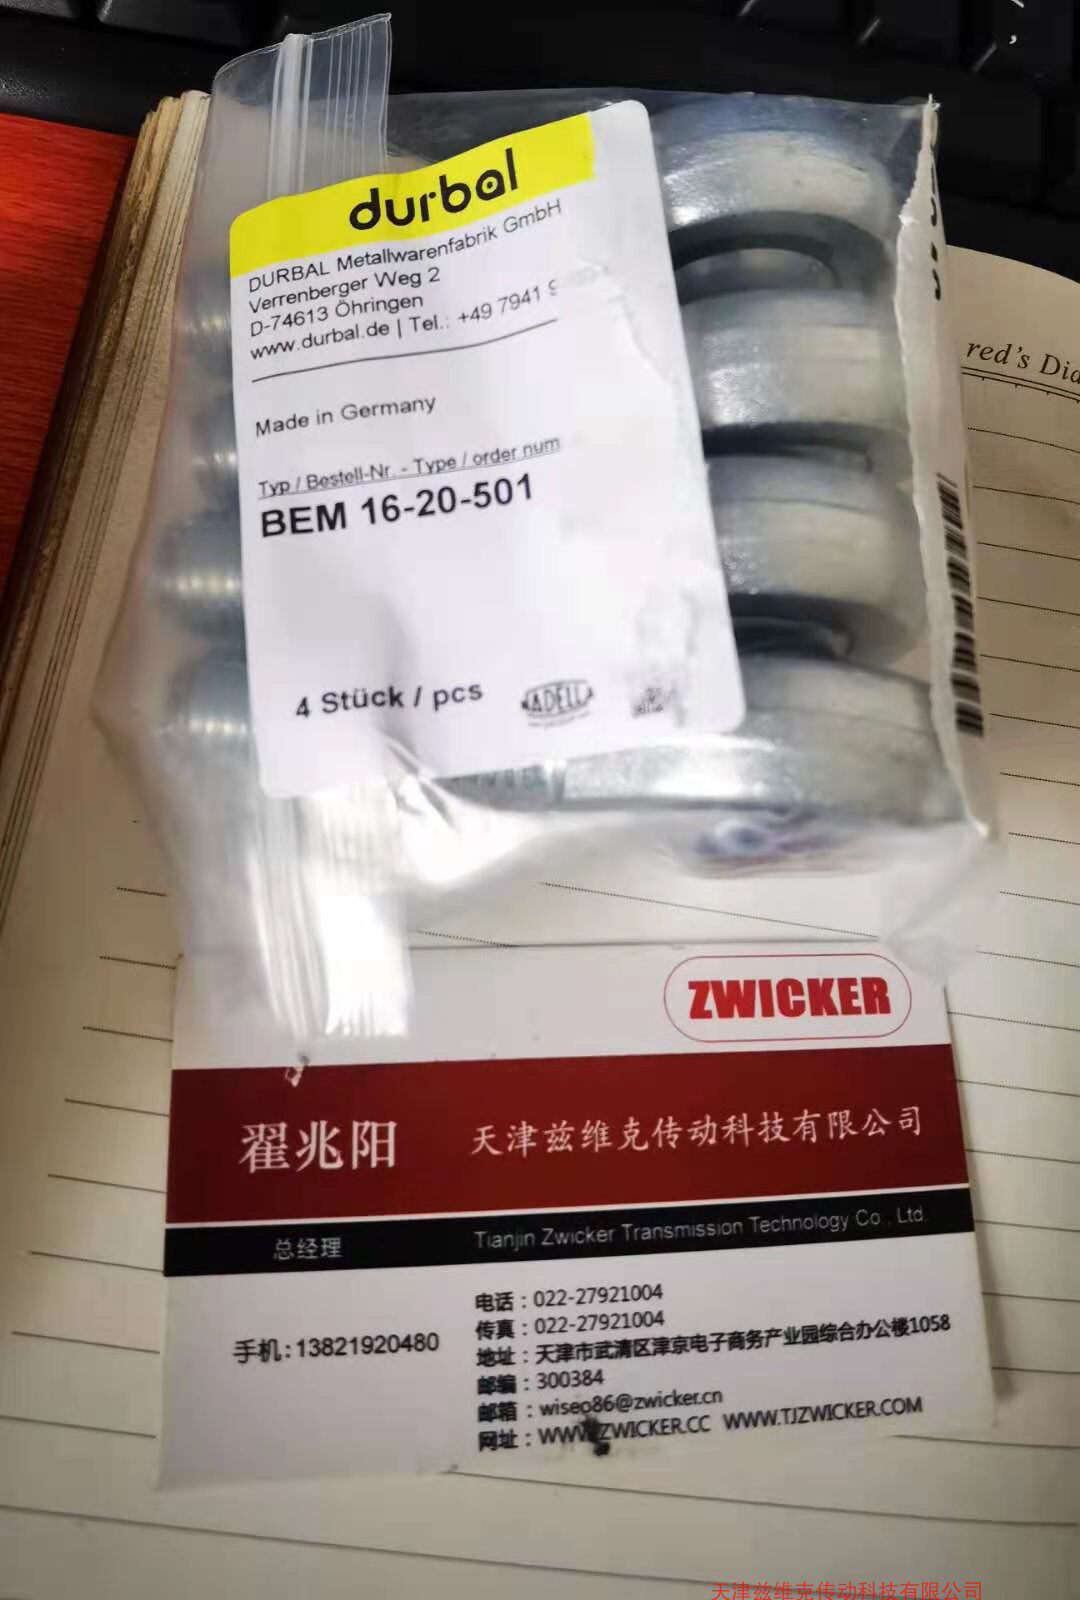 durbal
DURBAL Metallwarenfabrik GmbH
Verrenberger Weg 2
D-74613 Öhringen
www.durbal.de | Tel.: +49 7941 9
Made in Germany
Typ / Bestell-Nr. - Type / order num
BEM 16-20-501
4 Stück / pcs
red's Dia
ZWICKER
翟兆阳
天津兹维克传动科技有限公司
总经理
Tianjin Zwicker Transmission Technology Co., Ltd.
手机:13821920480
电话：022-27921004
传真：022-27921004
地址：天津市武清区津京电子商务产业园综合办公楼1058
邮编：300384
邮箱：wiseo86@zwicker.cn
网址：WWW.ZWICKER.CC WWW.TJZWICKER.COM
天津兹维克传动科技有限公司